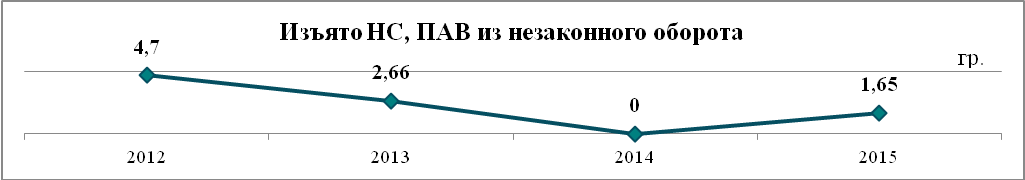 Изъято НС, ПАВ из незаконного оборота
гр.
4,7
2,66
0
1,65
2012 2013 2014 2015